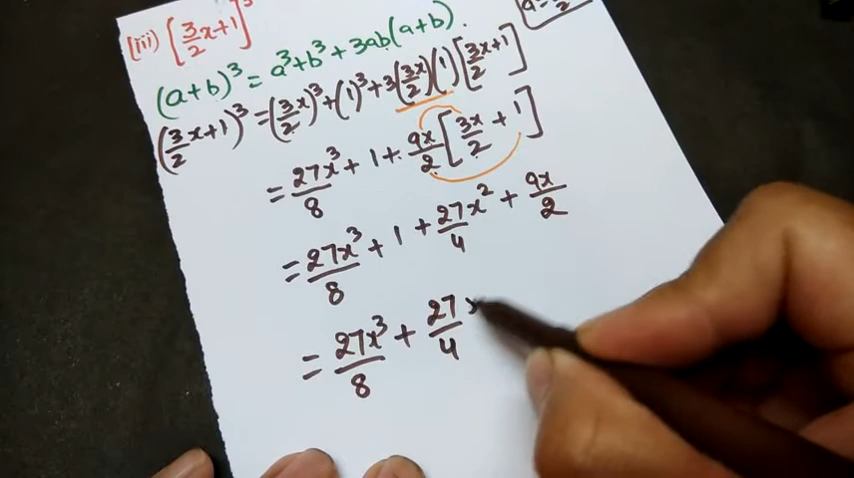 (iii) [3/2 x+1]³
(a+b)³ = a³+b³+3ab(a+b).
(3/2 x+1)³ = (3/2 x)³+(1)³+3(3x/2)(1)[3x/2+1]
= 27x³/8 + 1 + 9x/2 [3x/2 + 1]
= 27x³/8 + 1 + 27/4 x² + 9x/2
= 27x³/8 + 27/4 x